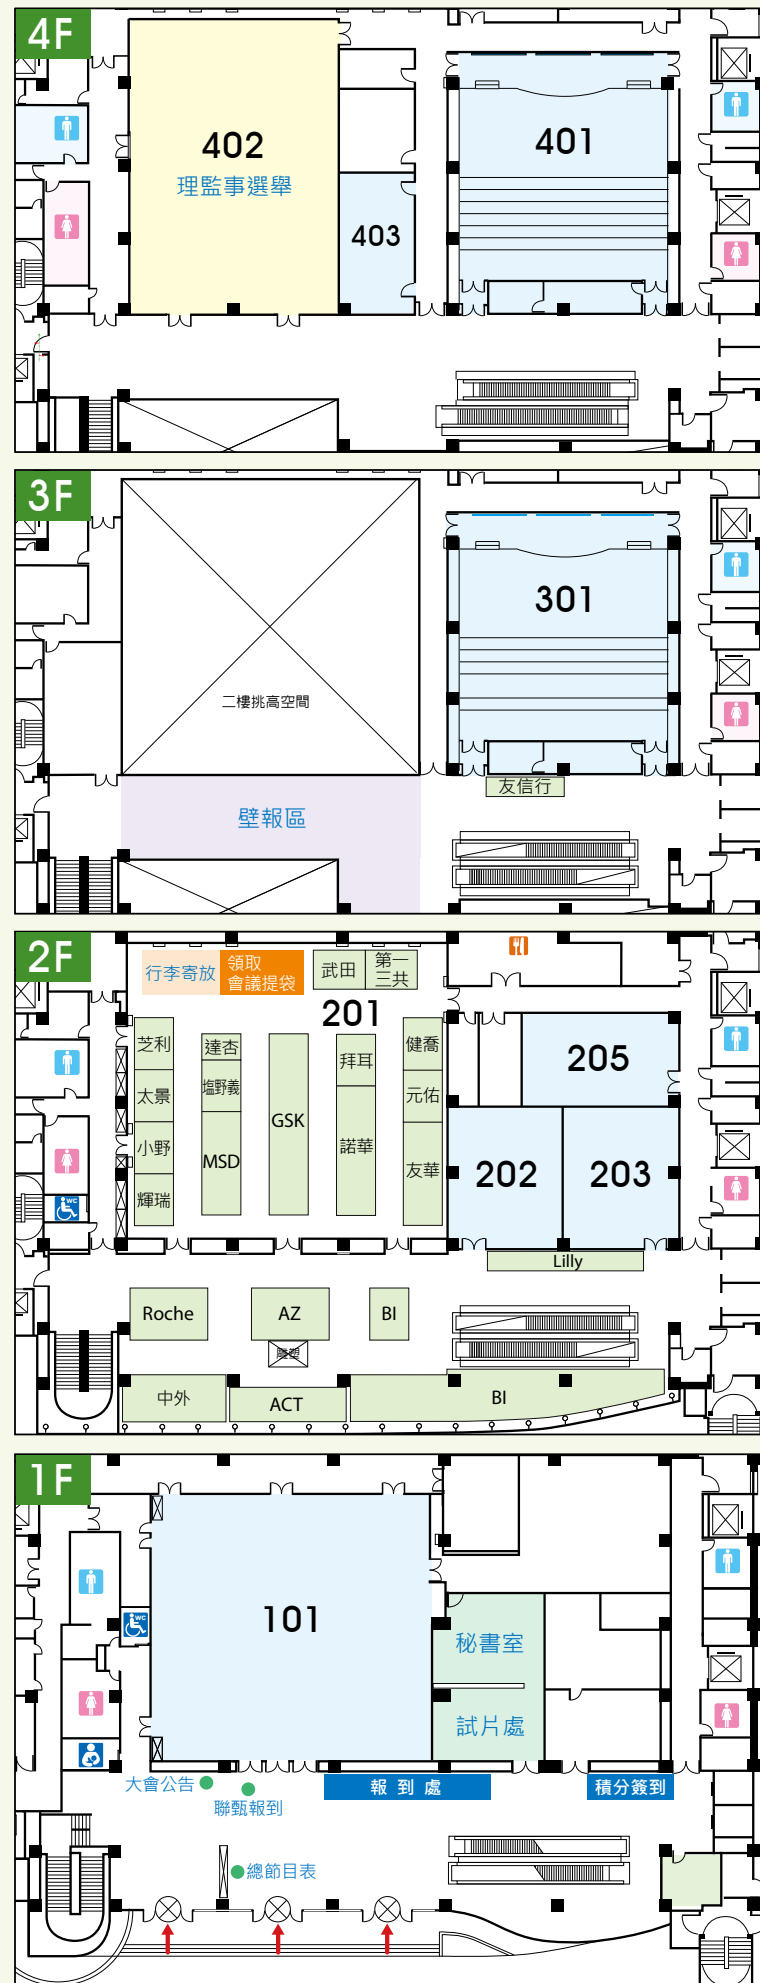 4F
402
理監事選舉
403
401
3F
301
二樓挑高空間
友信行
壁報區
2F
行李寄放
領取
會議提袋
武田
第一
三共
201
芝利
太景
小野
輝瑞
達杏
塩野義
MSD
GSK
拜耳
諾華
健喬
元佑
友華
205
202
203
WC
Lilly
Roche
AZ
BI
雕塑
中外
ACT
BI
1F
101
WC
秘書室
試片處
大會公告
聯甄報到
報到處
積分簽到
總節目表